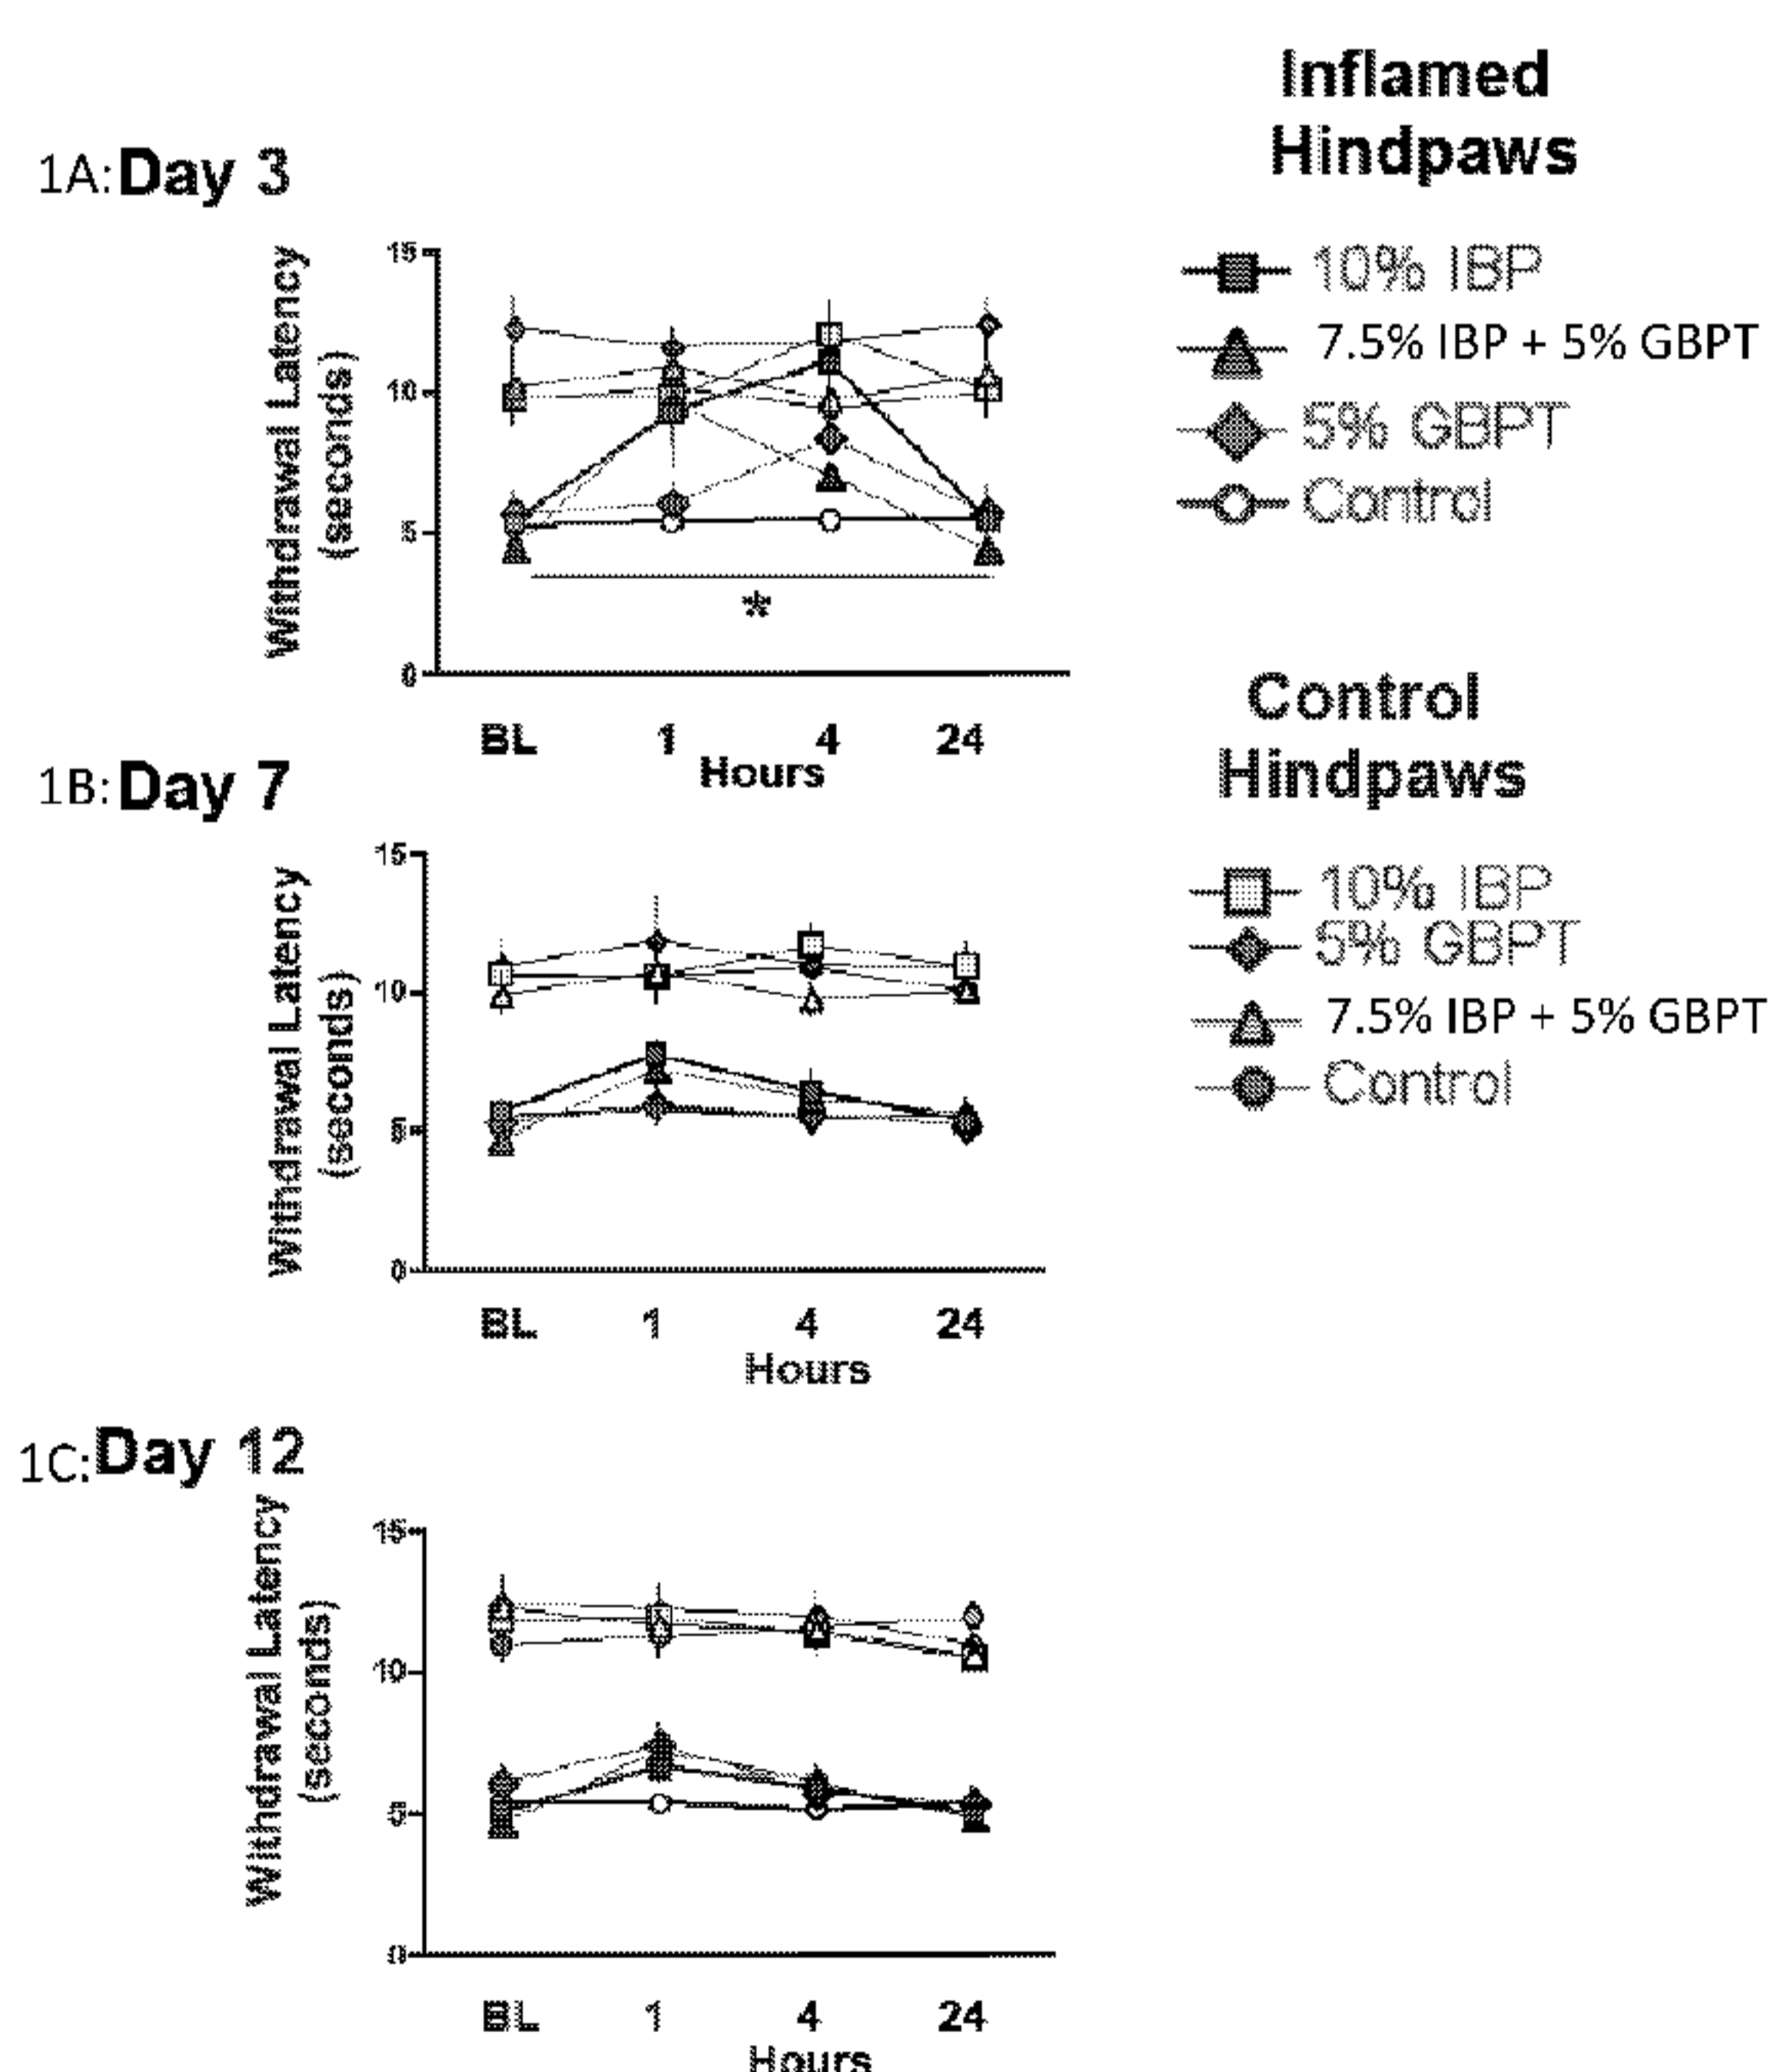 Inflamed
Hindpaws
1A: Day 3
10% IBP
7.5% IBP + 5% GBPT
5% GBPT
Control
Withdrawal Latency
(seconds)
15
10
5
0
*
BL 1 4 24
Hours
Control
Hindpaws
1B: Day 7
10% IBP
5% GBPT
7.5% IBP + 5% GBPT
Control
Withdrawal Latency
(seconds)
15
10
5
0
BL 1 4 24
Hours
1C: Day 12
Withdrawal Latency
(seconds)
15
10
5
0
BL 1 4 24
Hours